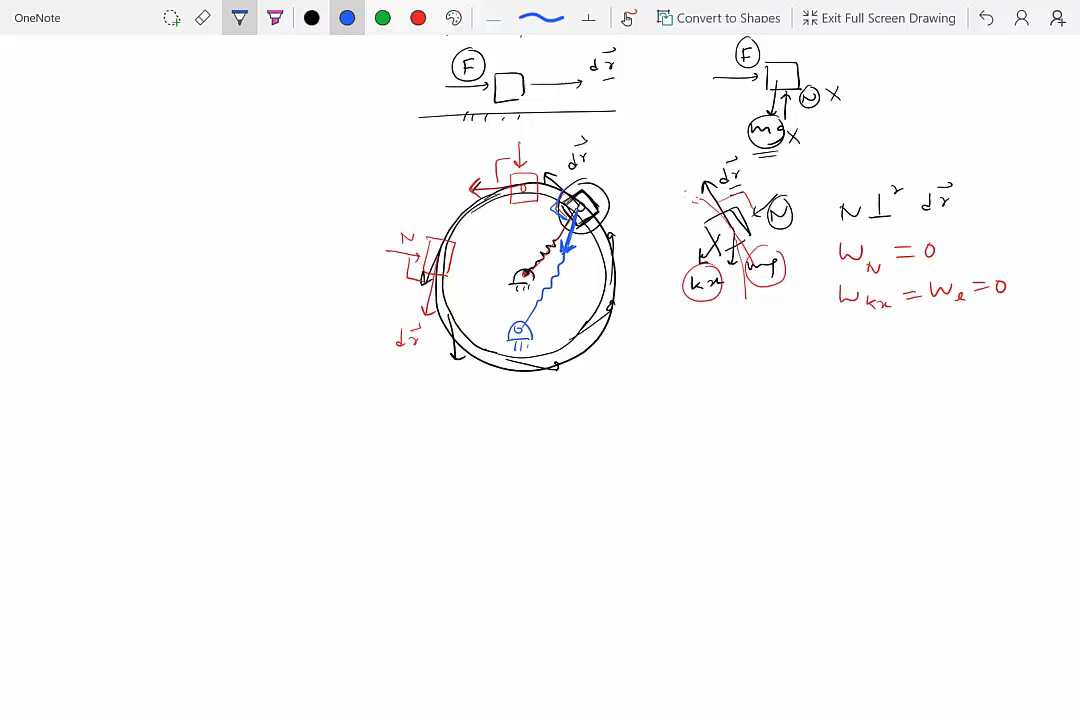 OneNote
Convert to Shapes
Exit Full Screen Drawing
F
dr
F
N X
mg X
dr
dr
N
N ⊥r dr
N
W_N = 0
kx
mg
W_kx = W_e = 0
dr